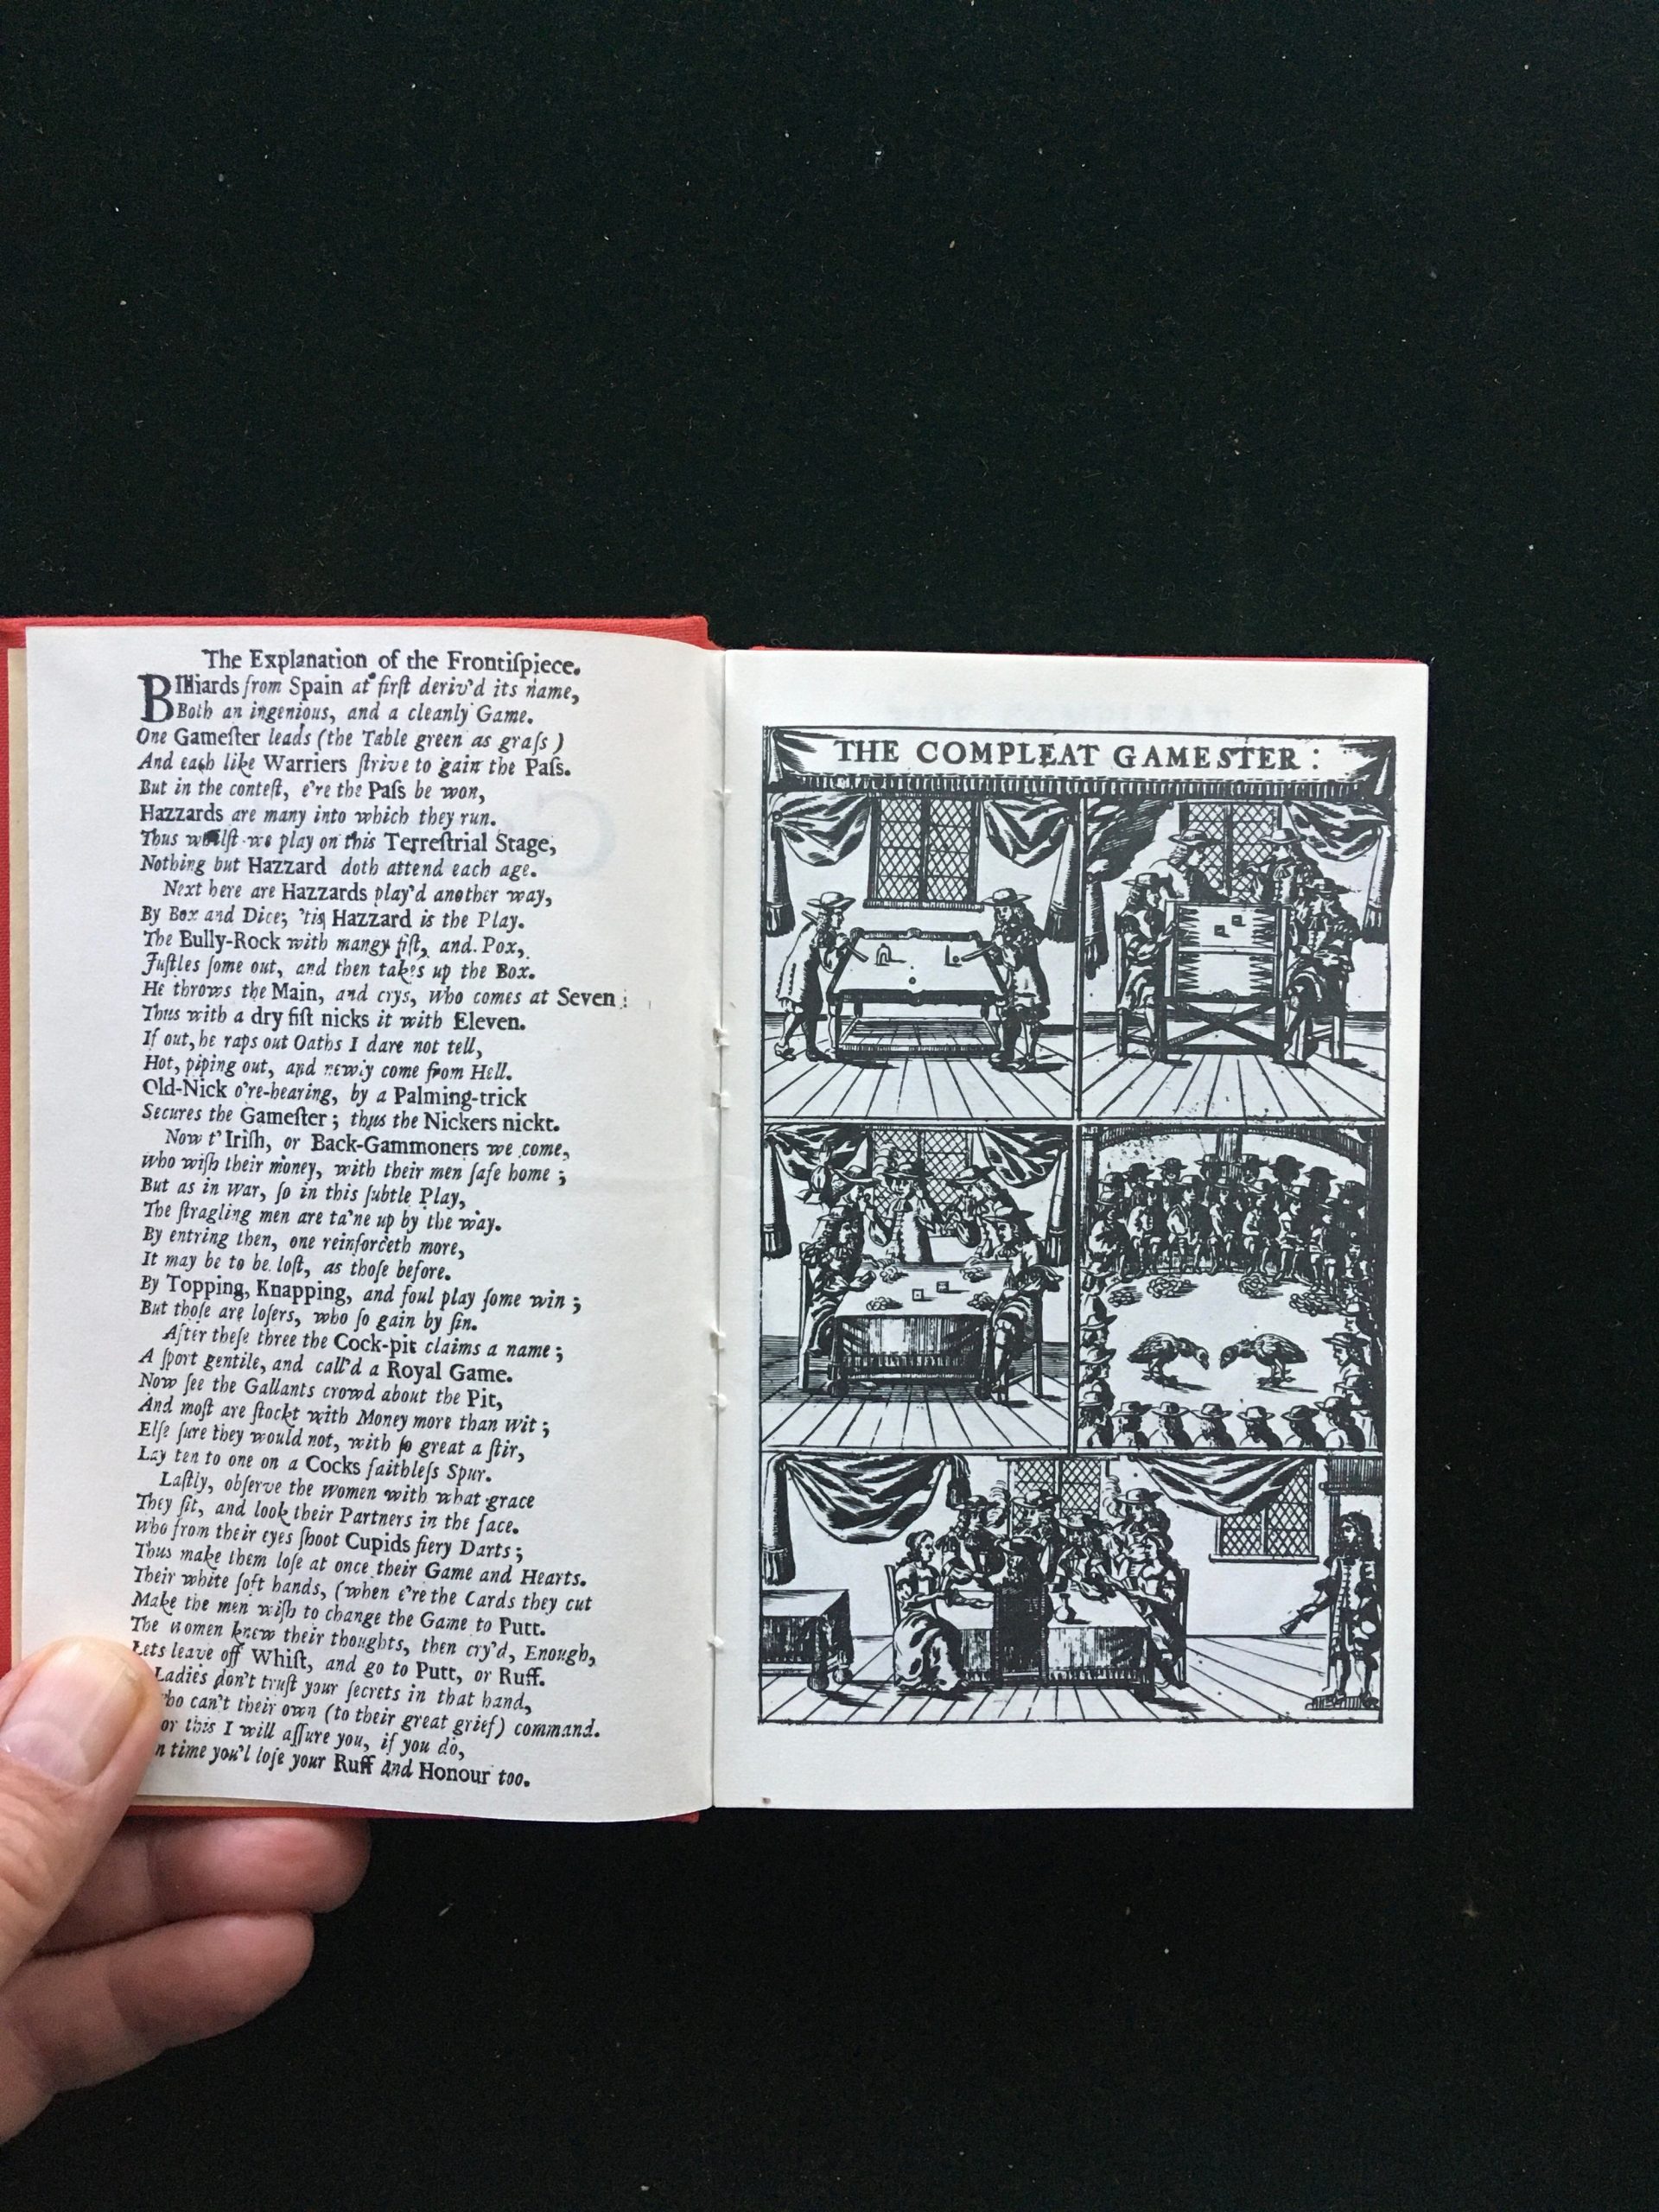 The Explanation of the Frontiſpiece.
Billiards from Spain at firſt deriv'd its name,
Both an ingenious, and a cleanly Game.
One Gameſter leads (the Table green as graſs)
And each like Warriers ſtrive to gain the Paſs.
But in the conteſt, e're the Paſs be won,
Hazzards are many into which they run.
Thus whilſt we play on this Terreſtrial Stage,
Nothing but Hazzard doth attend each age.
Next here are Hazzards play'd another way,
By Box and Dice; 'tis Hazzard is the Play.
The Bully-Rock with mangy fiſt, and Pox,
Juſtles ſome out, and then takes up the Box.
He throws the Main, and crys, who comes at Seven:
Thus with a dry fiſt nicks it with Eleven.
If out, he raps out Oaths I dare not tell,
Hot, piping out, and newly come from Hell.
Old-Nick o're-hearing, by a Palming-trick
Secures the Gameſter; thus the Nickers nickt.
Now t' Iriſh, or Back-Gammoners we come,
Who wiſh their money, with their men ſafe home;
But as in War, ſo in this ſubtle Play,
The ſtragling men are ta'ne up by the way.
By entring then, one reinforceth more,
It may be to be loſt, as thoſe before.
By Topping, Knapping, and foul play ſome win;
But thoſe are loſers, who ſo gain by ſin.
After theſe three the Cock-pit claims a name;
A ſport gentile, and call'd a Royal Game.
Now ſee the Gallants crowd about the Pit,
And moſt are ſtockt with Money more than Wit;
Elſe ſure they would not, with ſo great a ſtir,
Lay ten to one on a Cocks faithleſs Spur.
Laſtly, obſerve the women with what grace
They ſit, and look their Partners in the face.
Who from their eyes ſhoot Cupids fiery Darts;
Thus make them loſe at once their Game and Hearts.
Their white ſoft hands, (when e're the Cards they cut
Make the men wiſh to change the Game to Putt.
The women knew their thoughts, then cry'd, Enough,
Lets leave off Whiſt, and go to Putt, or Ruff.
Ladies don't truſt your ſecrets in that hand,
ho can't their own (to their great grief) command.
or this I will aſſure you, if you do,
n time you'l loſe your Ruff and Honour too.
THE COMPLEAT GAMESTER: